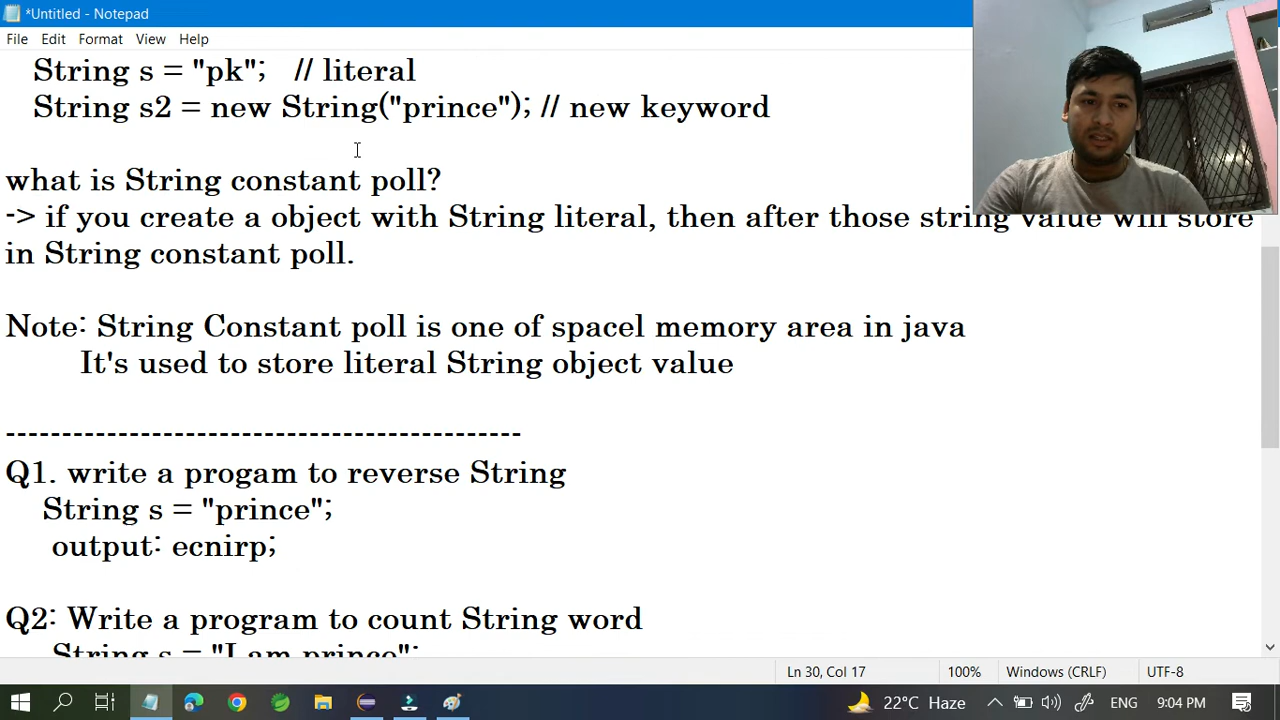 *Untitled - Notepad
File Edit Format View Help
String s = "pk"; // literal
String s2 = new String("prince"); // new keyword
what is String constant poll?
-> if you create a object with String literal, then after those string value will store
in String constant poll.
Note: String Constant poll is one of spacel memory area in java
It's used to store literal String object value
----------------------------------------------
Q1. write a progam to reverse String
String s = "prince";
output: ecnirp;
Q2: Write a program to count String word
String s = "I am prince";
Ln 30, Col 17 100% Windows (CRLF) UTF-8
22°C Haze ENG 9:04 PM